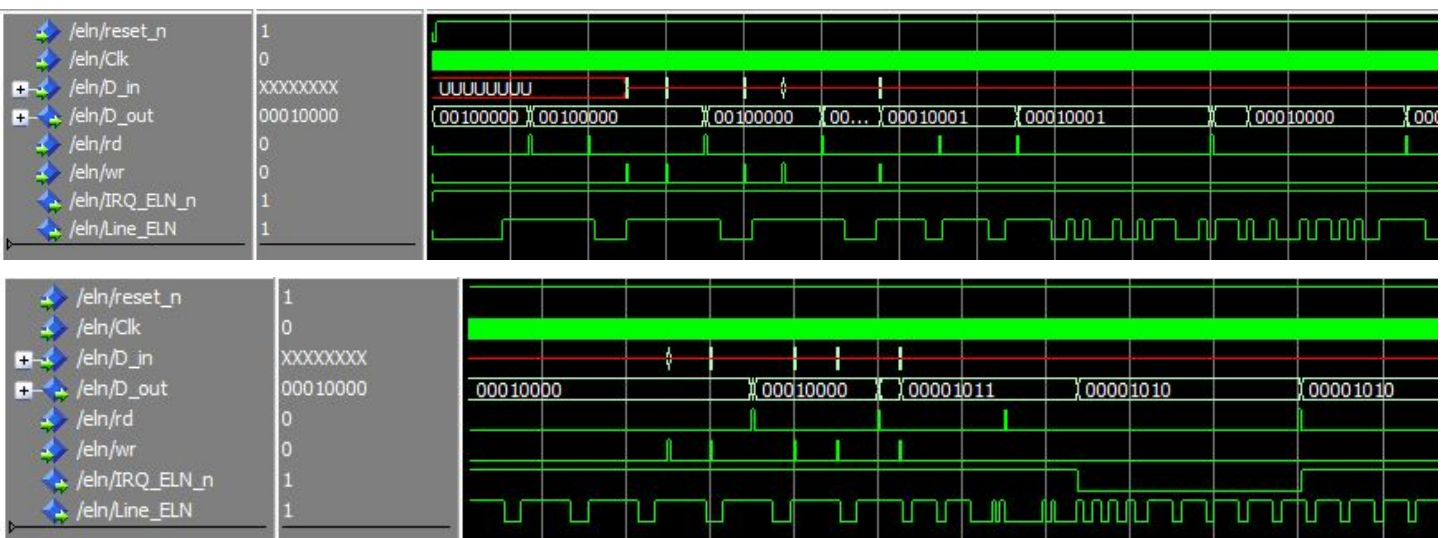 /eln/reset_n 1
/eln/Clk 0
/eln/D_in XXXXXXXX UUUUUUUU
/eln/D_out 00010000 00100000 00100000 00100000 00... 00010001 00010001 00010000 000
/eln/rd 0
/eln/wr 0
/eln/IRQ_ELN_n 1
/eln/Line_ELN 1
/eln/reset_n 1
/eln/Clk 0
/eln/D_in XXXXXXXX
/eln/D_out 00010000 00010000 00010000 00001011 00001010 00001010
/eln/rd 0
/eln/wr 0
/eln/IRQ_ELN_n 1
/eln/Line_ELN 1